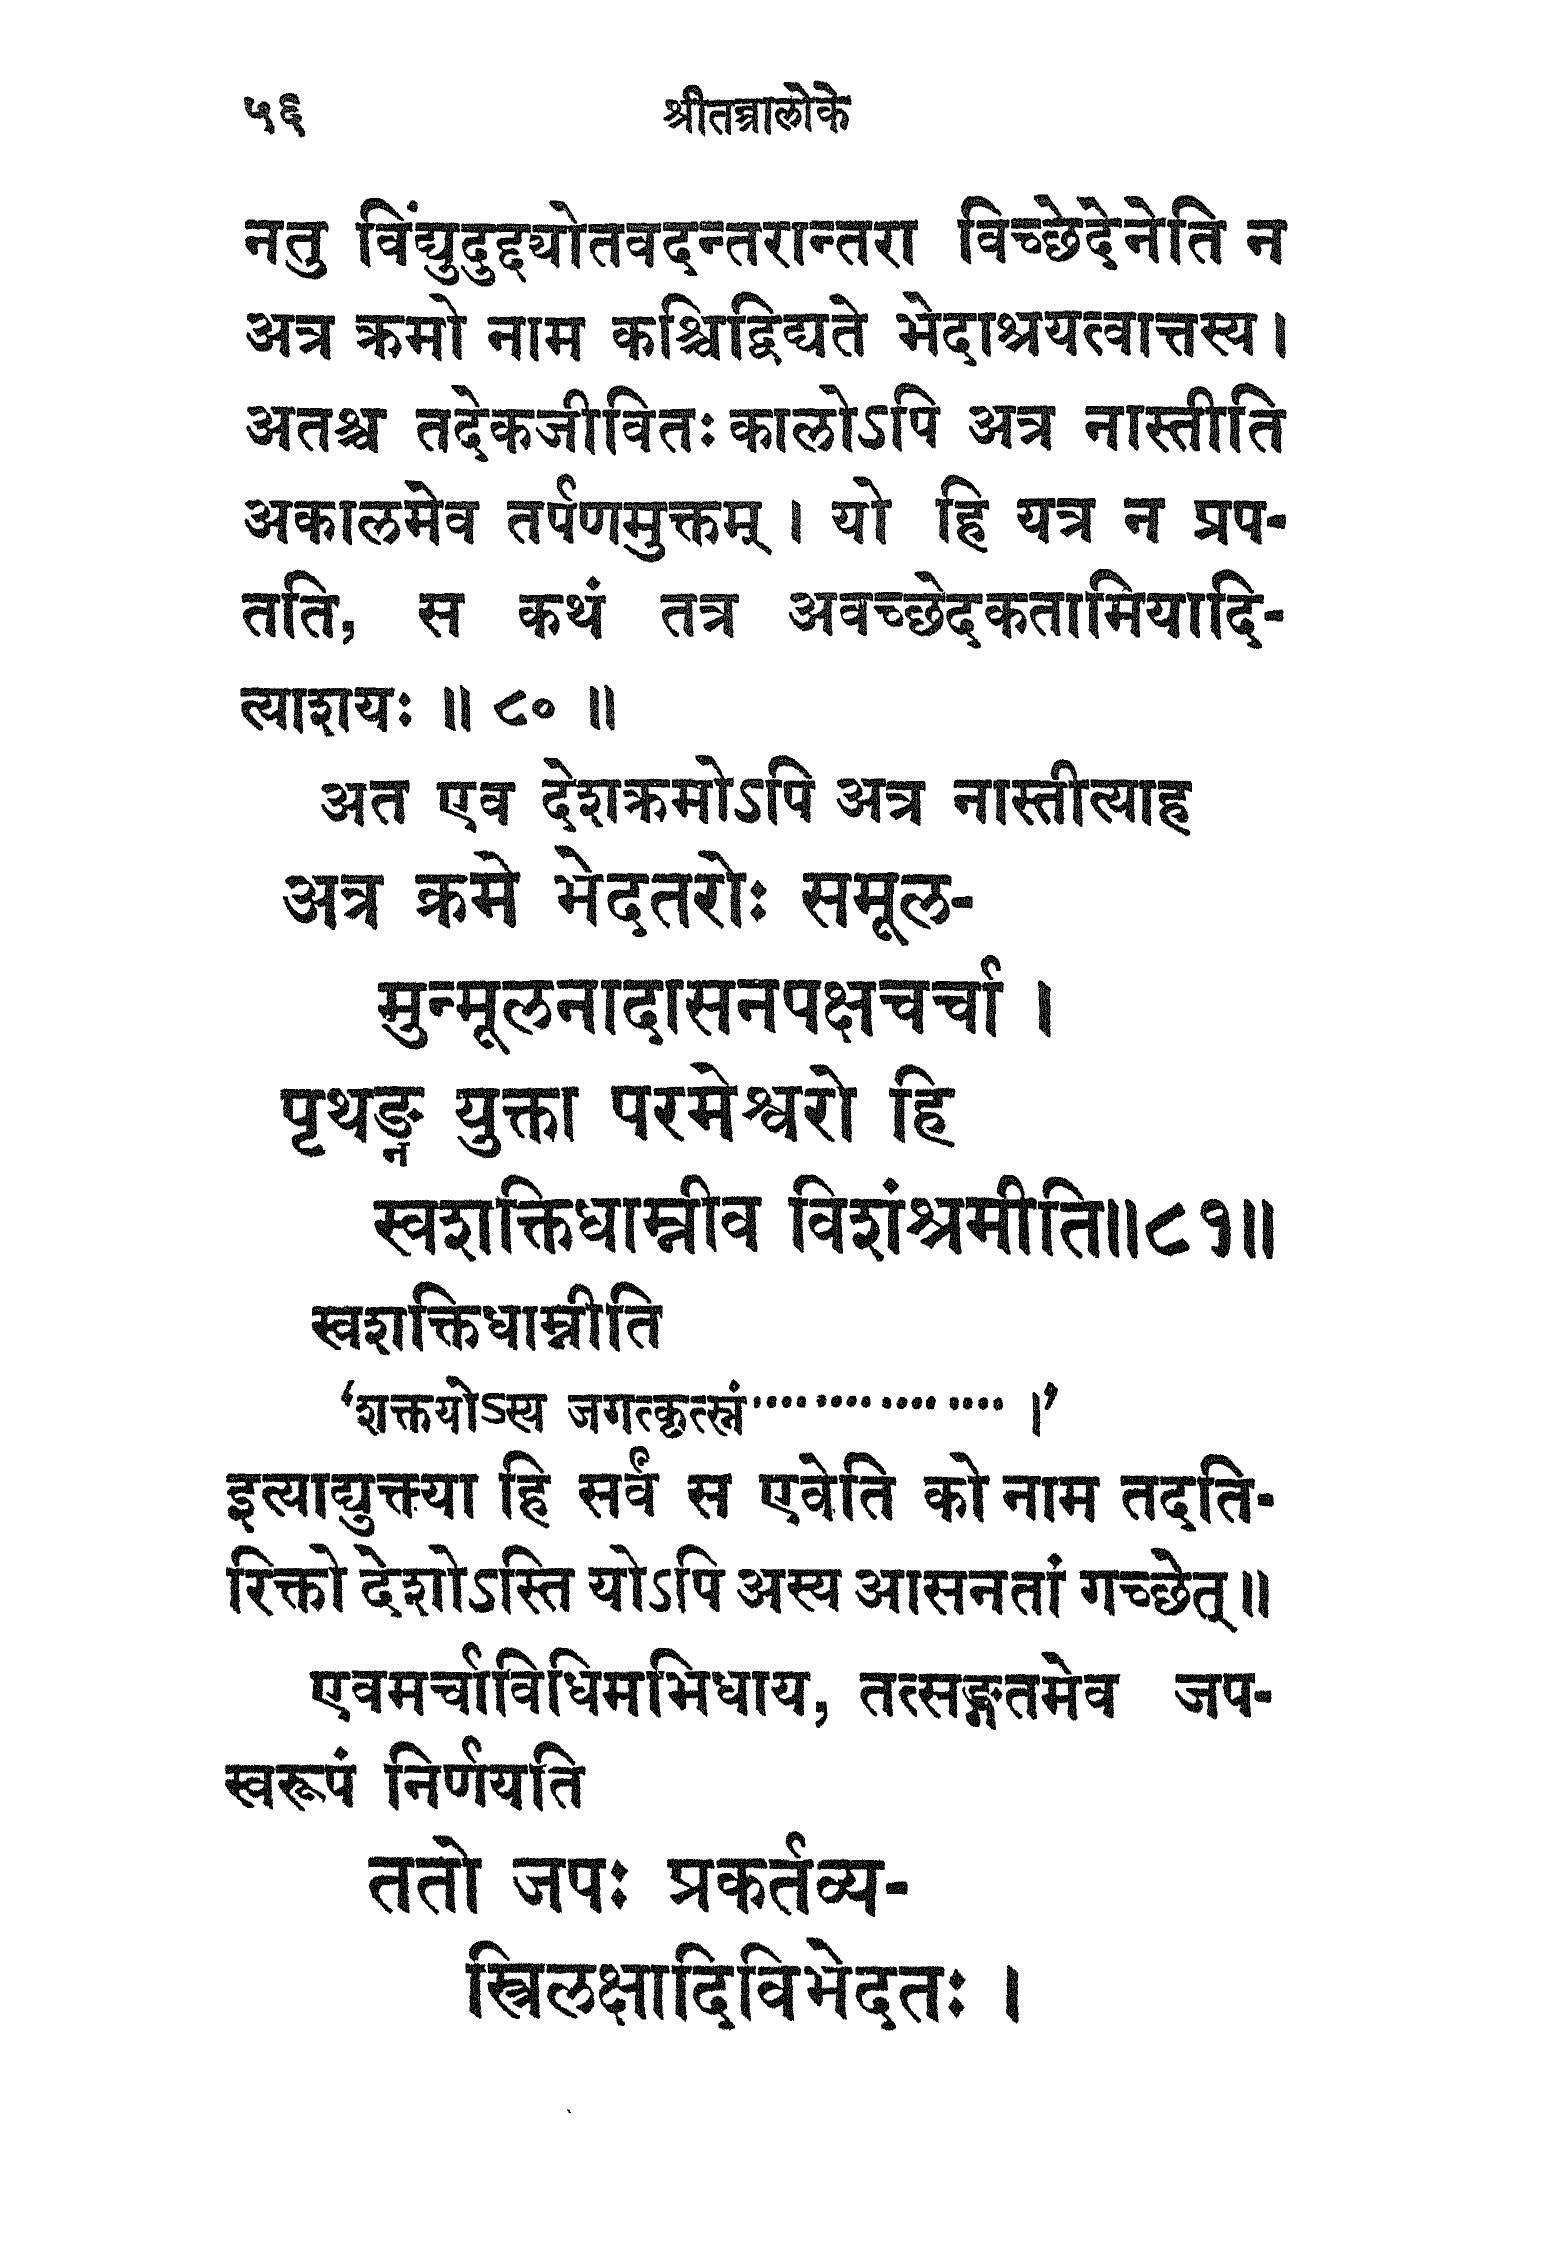 ५६ श्रीतन्त्रालोके
नतु विंद्युदुद्द्योतवदन्तरान्तरा विच्छेदेनेति न
अत्र क्रमो नाम कश्चिद्विद्यते भेदाश्रयत्वात्तस्य।
अतश्च तदेकजीवितः कालोऽपि अत्र नास्तीति
अकालमेव तर्पणमुक्तम्। यो हि यत्र न प्रप-
तति, स कथं तत्र अवच्छेदकतामियादि-
त्याशयः ॥ ८० ॥
अत एव देशक्रमोऽपि अत्र नास्तीत्याह
अत्र क्रमे भेदतरोः समूल-
मुन्मूलनादासनपक्षचर्चा ।
पृथङ्न युक्ता परमेश्वरो हि
स्वशक्तिधाम्नीव विशंश्रमीति॥८१॥
स्वशक्तिधाम्नीति
‘शक्तयोऽस्य जगत्कृत्स्नं................ ।’
इत्याद्युक्त्या हि सर्वं स एवेति को नाम तदति-
रिक्तो देशोऽस्ति योऽपि अस्य आसनतां गच्छेत्॥
एवमर्चाविधिमभिधाय, तत्सङ्गतमेव जप-
स्वरूपं निर्णयति
ततो जपः प्रकर्तव्य-
स्त्रिलक्षादिविभेदतः ।